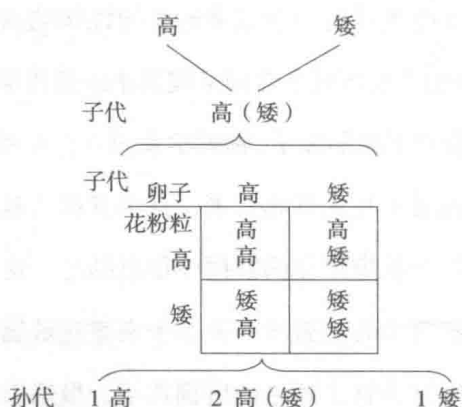 高 矮
子代 高（矮）
子代
卵子 高 矮
花粉粒
高 高
高 高 矮
矮 矮
矮 高 矮
孙代 1高 2高(矮) 1矮